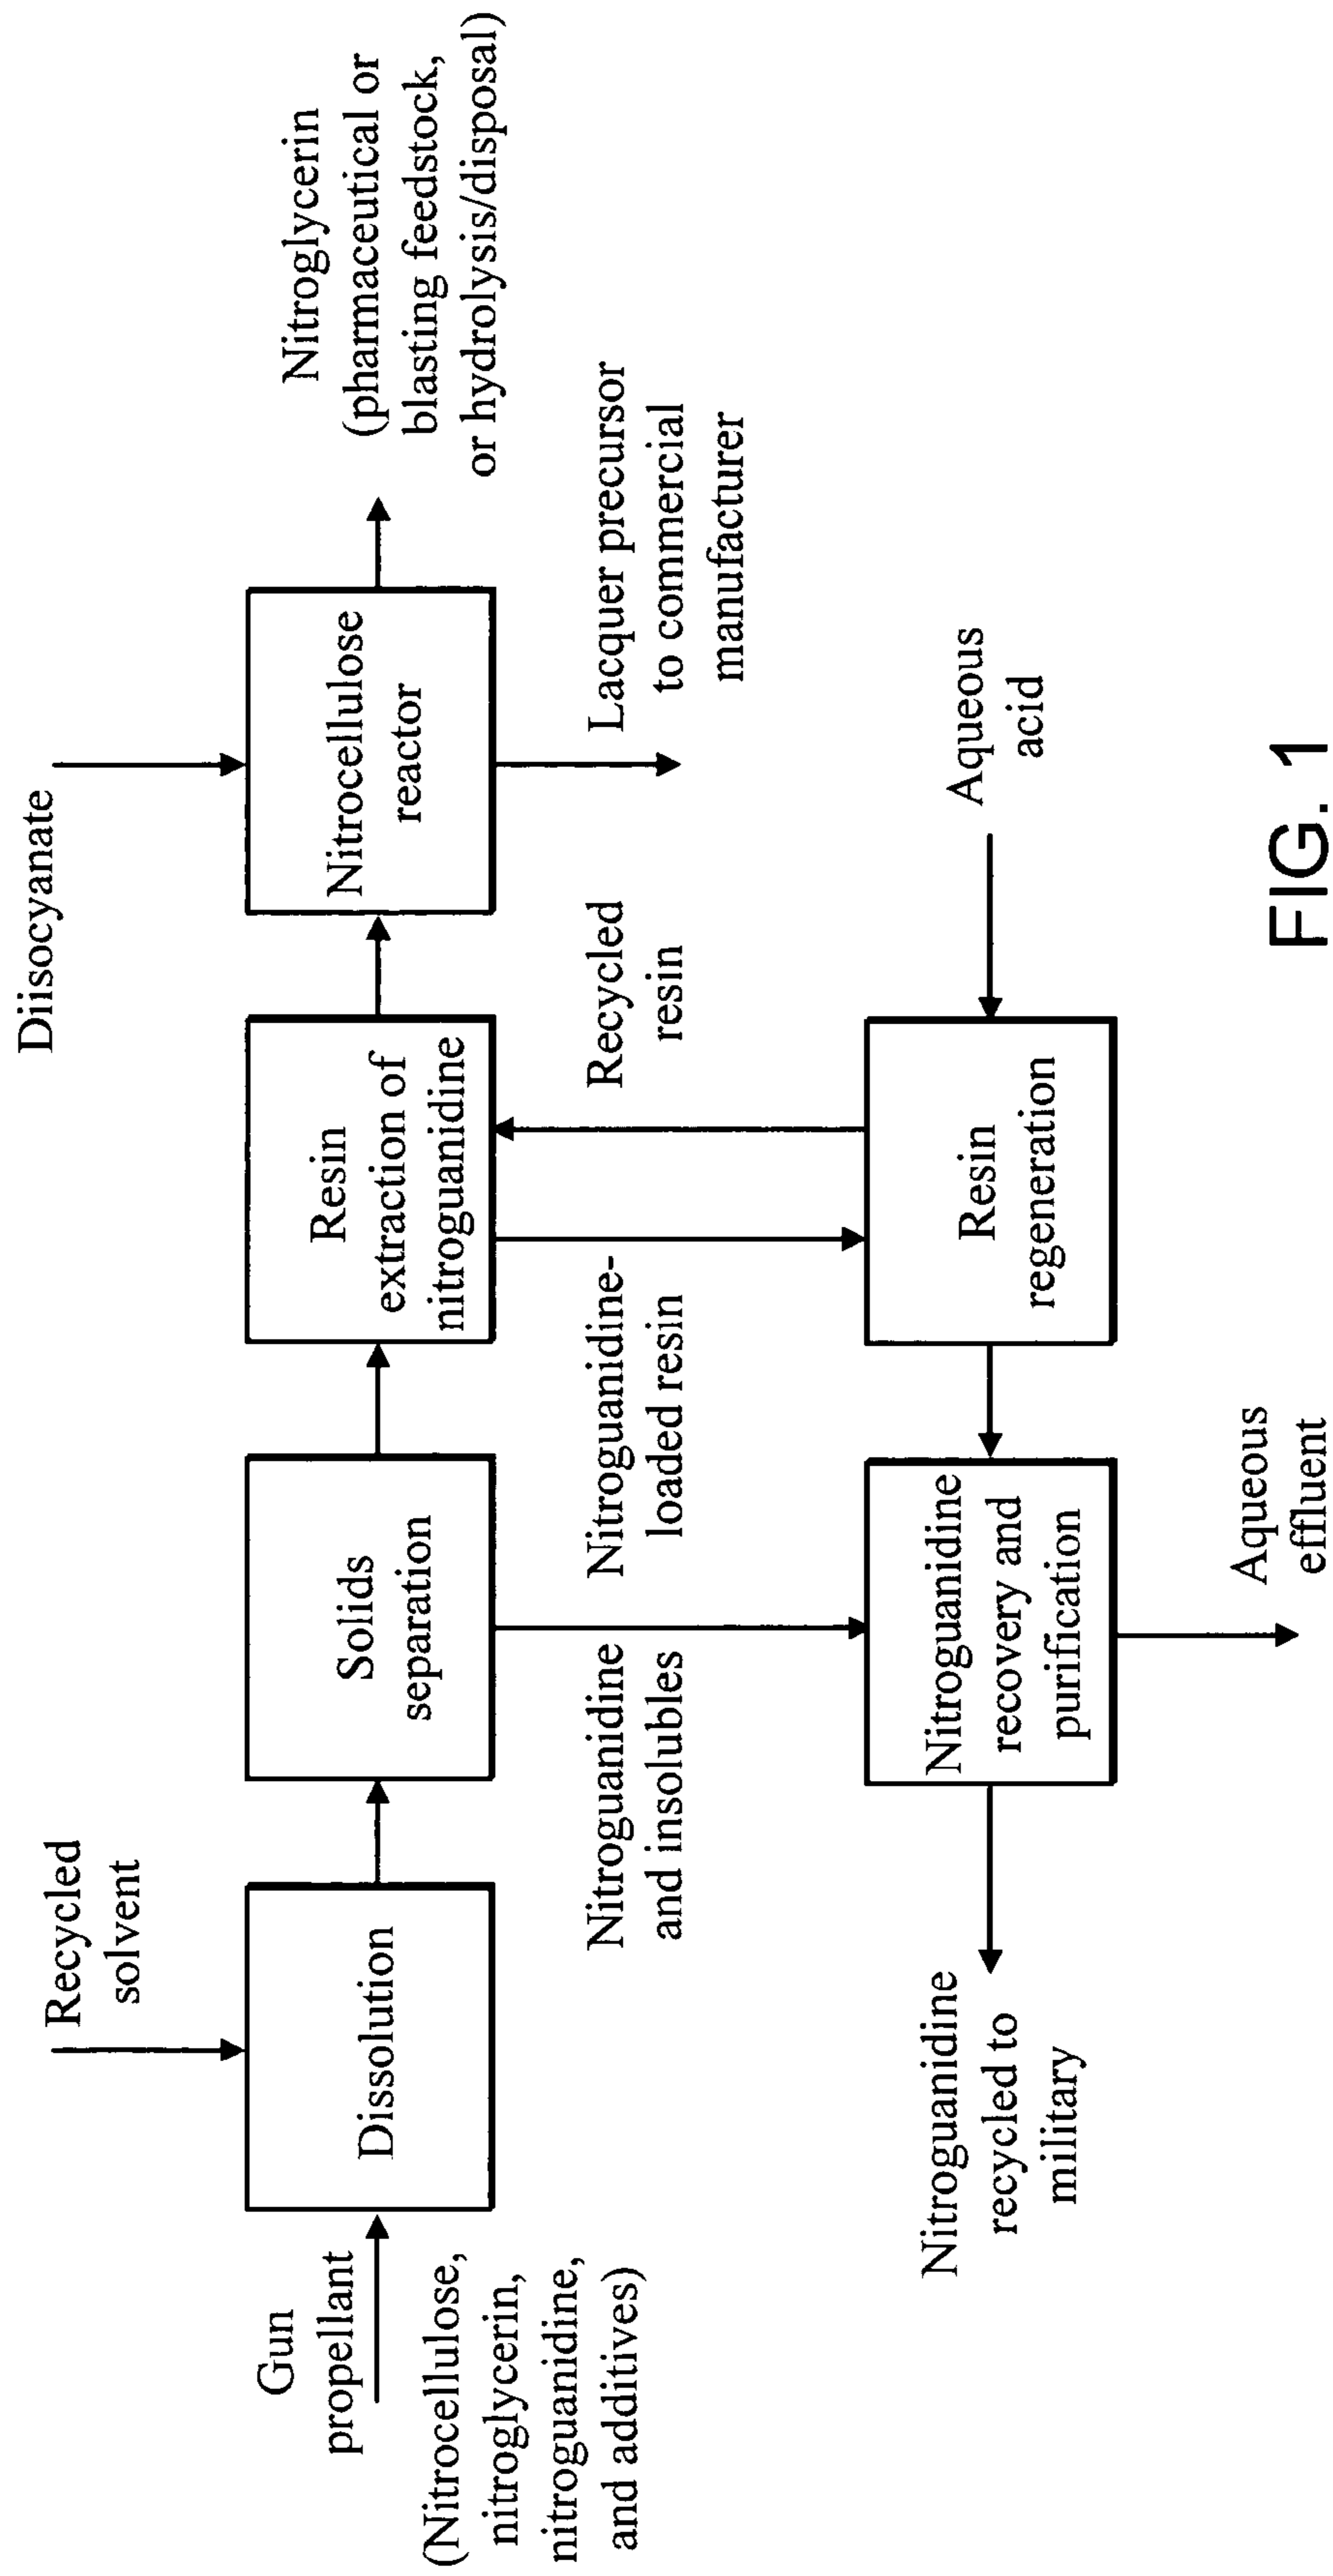 Recycled
solvent
Diisocyanate
Gun
propellant
(Nitrocellulose,
nitroglycerin,
nitroguanidine,
and additives)
Dissolution
Solids
separation
Resin
extraction of
nitroguanidine
Nitrocellulose
reactor
Nitroglycerin
(pharmaceutical or
blasting feedstock,
or hydrolysis/disposal)
Nitroguanidine
and insolubles
Nitroguanidine-
loaded resin
Recycled
resin
Lacquer precursor
to commercial
manufacturer
Nitroguanidine
recycled to
military
Nitroguanidine
recovery and
purification
Resin
regeneration
Aqueous
acid
Aqueous
effluent
FIG. 1